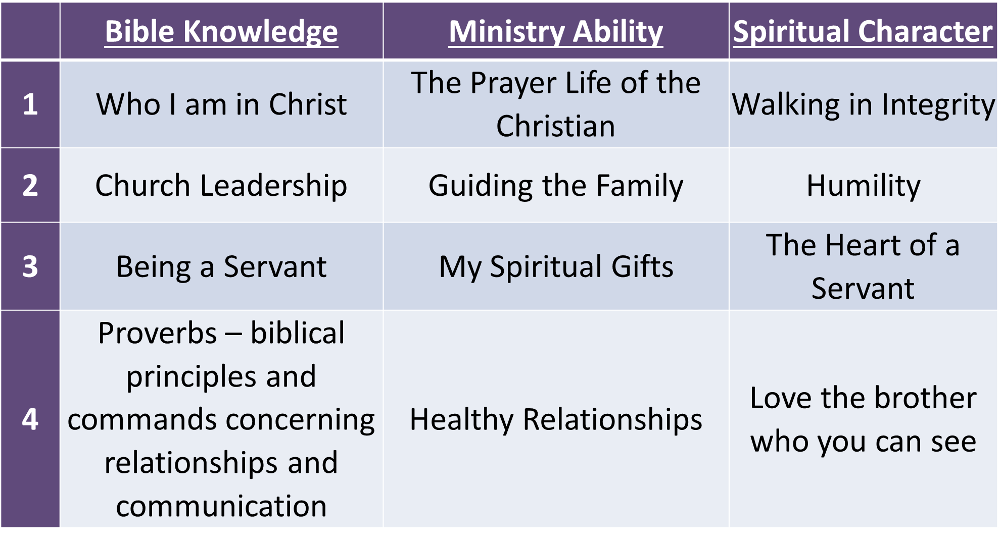 Bible Knowledge Ministry Ability Spiritual Character
1 Who I am in Christ The Prayer Life of the Christian Walking in Integrity
2 Church Leadership Guiding the Family Humility
3 Being a Servant My Spiritual Gifts The Heart of a Servant
4 Proverbs – biblical principles and commands concerning relationships and communication Healthy Relationships Love the brother who you can see